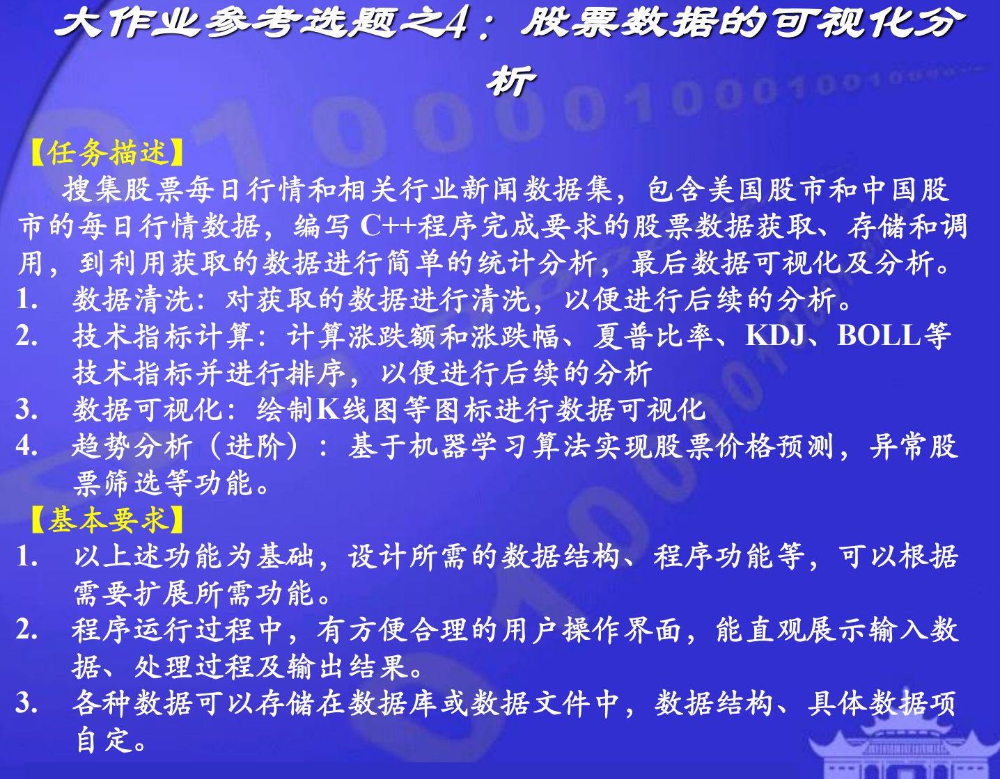 大作业参考选题之4：股票数据的可视化分
析
【任务描述】
搜集股票每日行情和相关行业新闻数据集，包含美国股市和中国股
市的每日行情数据，编写 C++程序完成要求的股票数据获取、存储和调
用，到利用获取的数据进行简单的统计分析，最后数据可视化及分析。
1. 数据清洗：对获取的数据进行清洗，以便进行后续的分析。
2. 技术指标计算：计算涨跌额和涨跌幅、夏普比率、KDJ、BOLL等
技术指标并进行排序，以便进行后续的分析
3. 数据可视化：绘制K线图等图标进行数据可视化
4. 趋势分析（进阶）：基于机器学习算法实现股票价格预测，异常股
票筛选等功能。
【基本要求】
1. 以上述功能为基础，设计所需的数据结构、程序功能等，可以根据
需要扩展所需功能。
2. 程序运行过程中，有方便合理的用户操作界面，能直观展示输入数
据、处理过程及输出结果。
3. 各种数据可以存储在数据库或数据文件中，数据结构、具体数据项
自定。